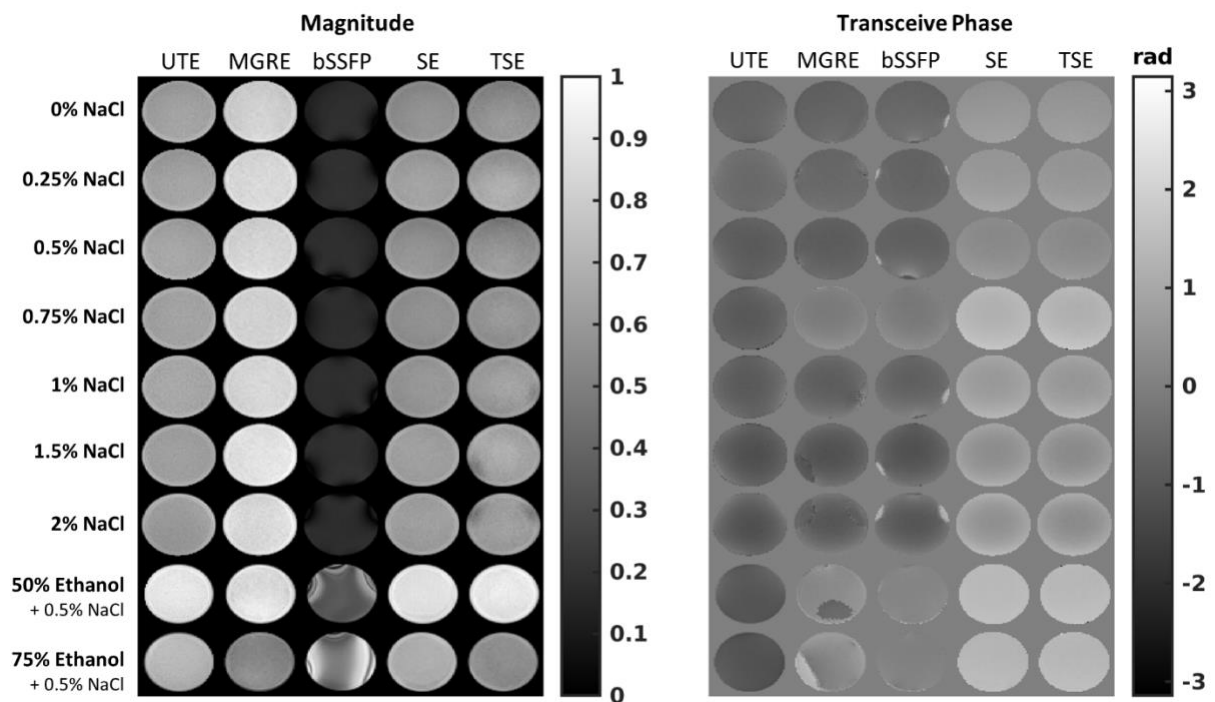 Magnitude
Transceive Phase
UTE MGRE bSSFP SE TSE
UTE MGRE bSSFP SE TSE
rad
0% NaCl
0.25% NaCl
0.5% NaCl
0.75% NaCl
1% NaCl
1.5% NaCl
2% NaCl
50% Ethanol
+ 0.5% NaCl
75% Ethanol
+ 0.5% NaCl
1
0.9
0.8
0.7
0.6
0.5
0.4
0.3
0.2
0.1
0
3
2
1
0
-1
-2
-3